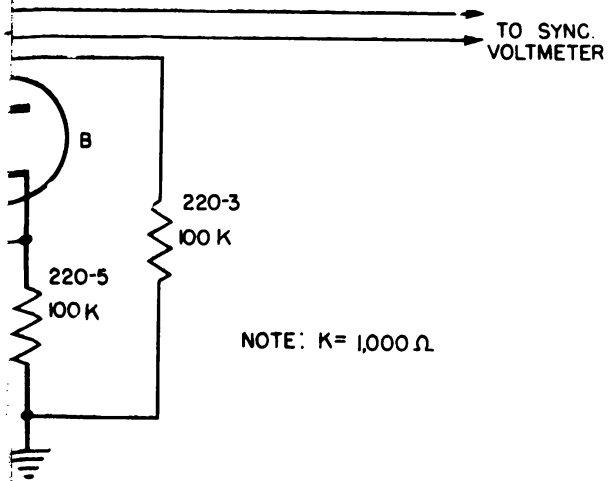 TO SYNC.
VOLTMETER
B
220-3
100 K
220-5
100 K
NOTE: K= 1,000 Ω